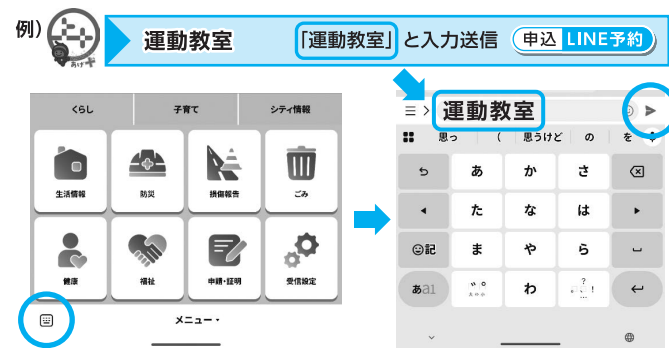 例)
あげ
運動教室 「運動教室」と入力送信 申込 LINE予約
くらし 子育て シティ情報
生活情報 防災 損傷報告 ごみ
健康 福祉 申請・証明 受信設定
メニュー
運動教室
思っ ( 思うけど の を
あ か さ
た な は
記 ま や ら
あa1 わ 、。?!